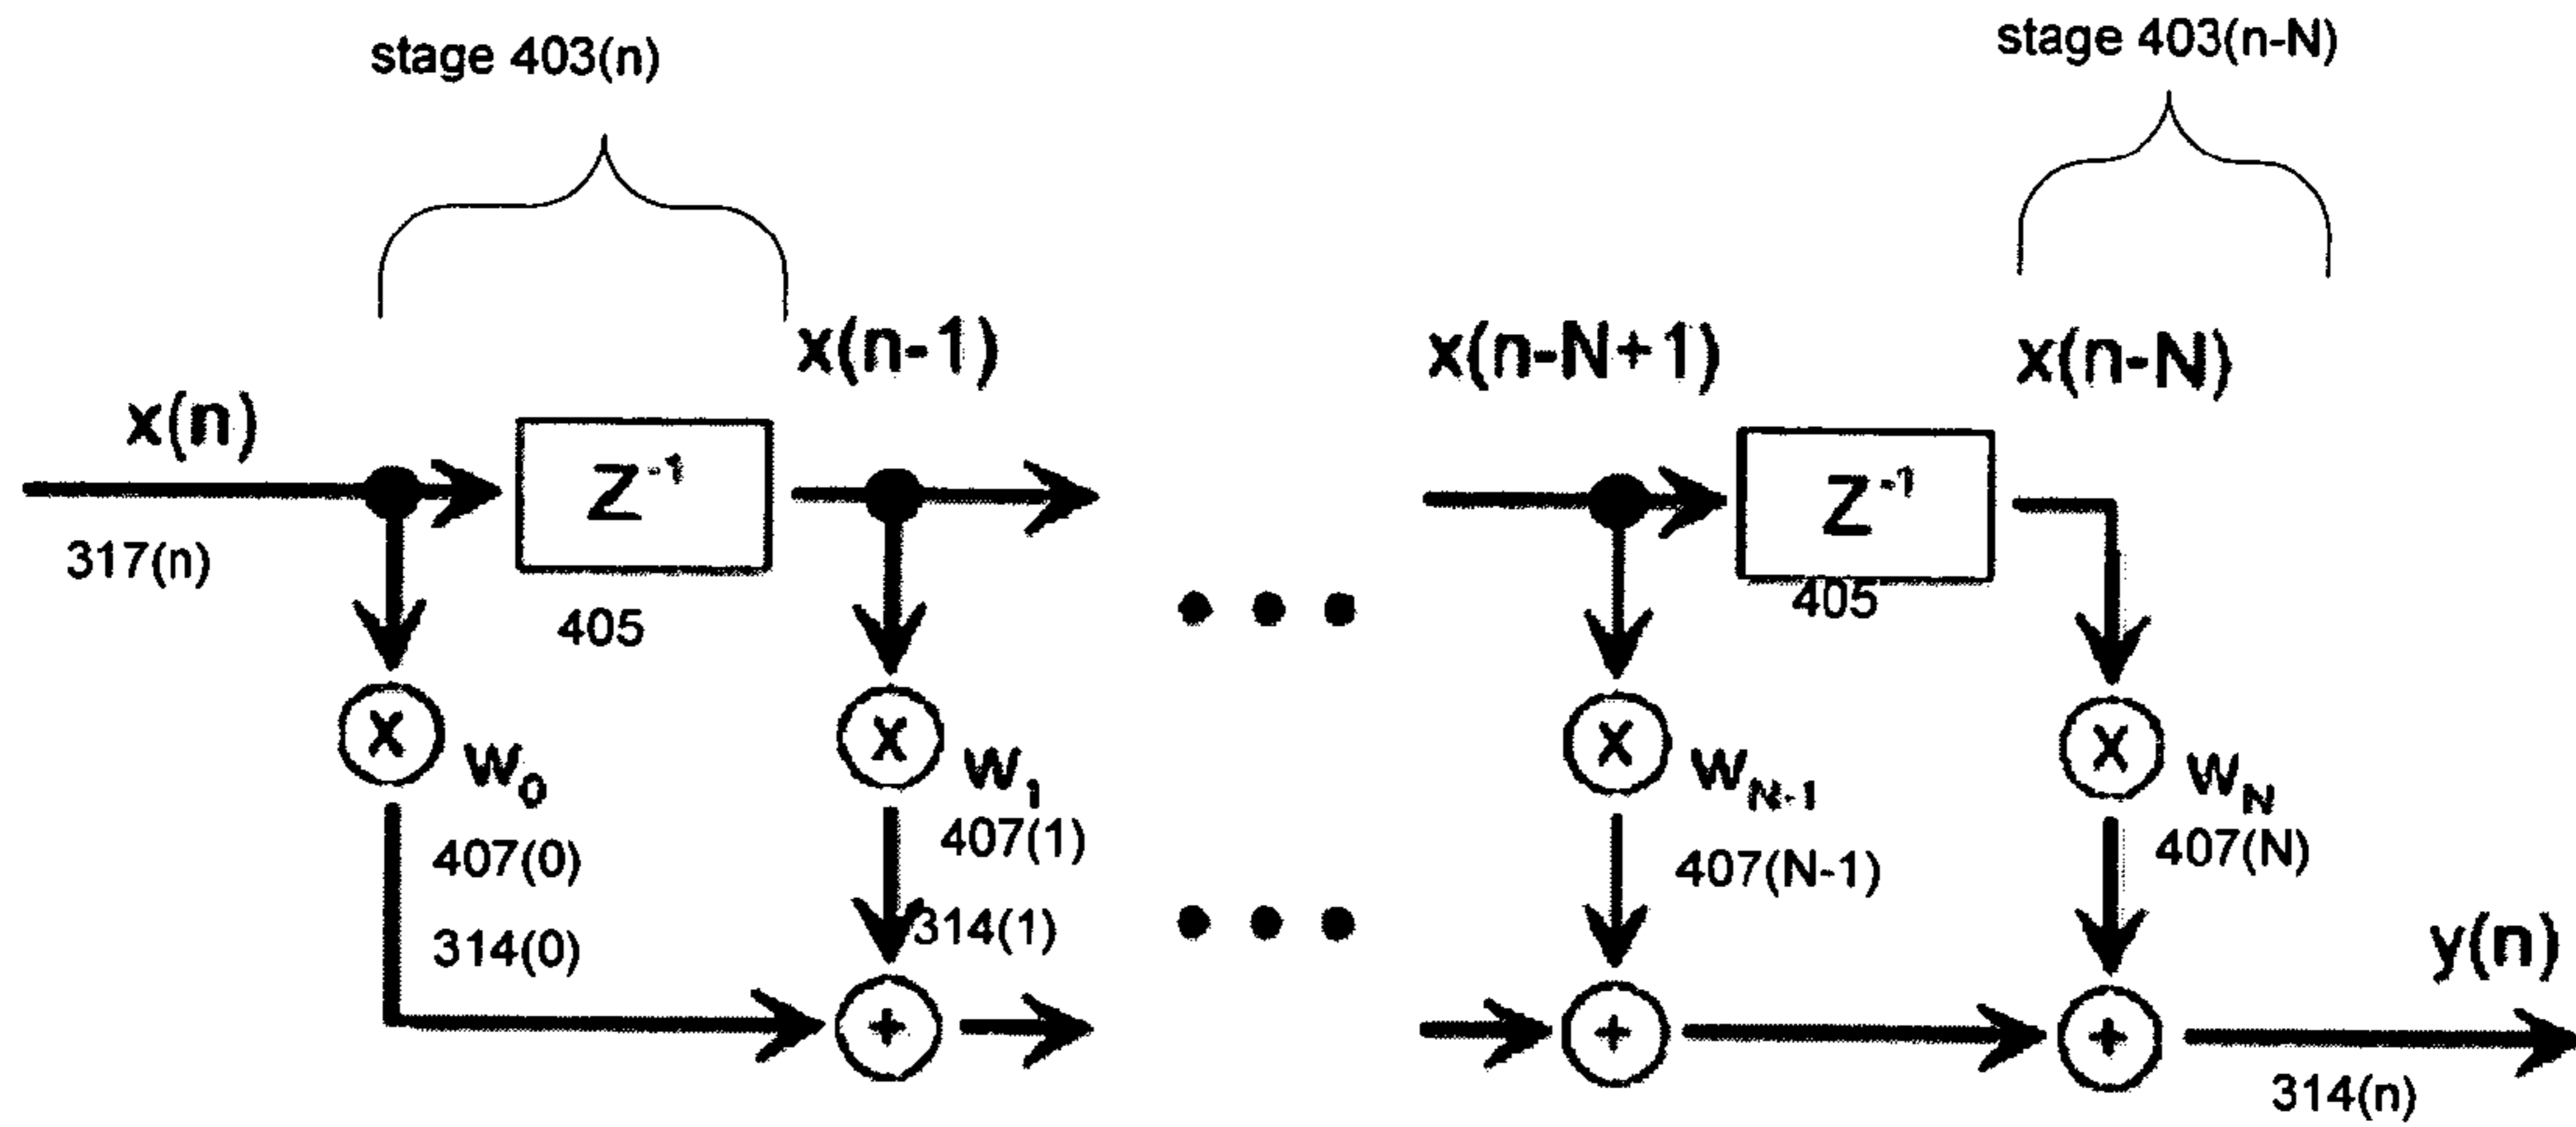 stage 403(n)
stage 403(n-N)
x(n)
x(n-1)
x(n-N+1)
x(n-N)
Z⁻¹
Z⁻¹
317(n)
405
405
X
W₀
X
W₁
X
W_N-1
X
W_N
407(0)
407(1)
407(N-1)
407(N)
314(0)
314(1)
y(n)
+
+
+
314(n)